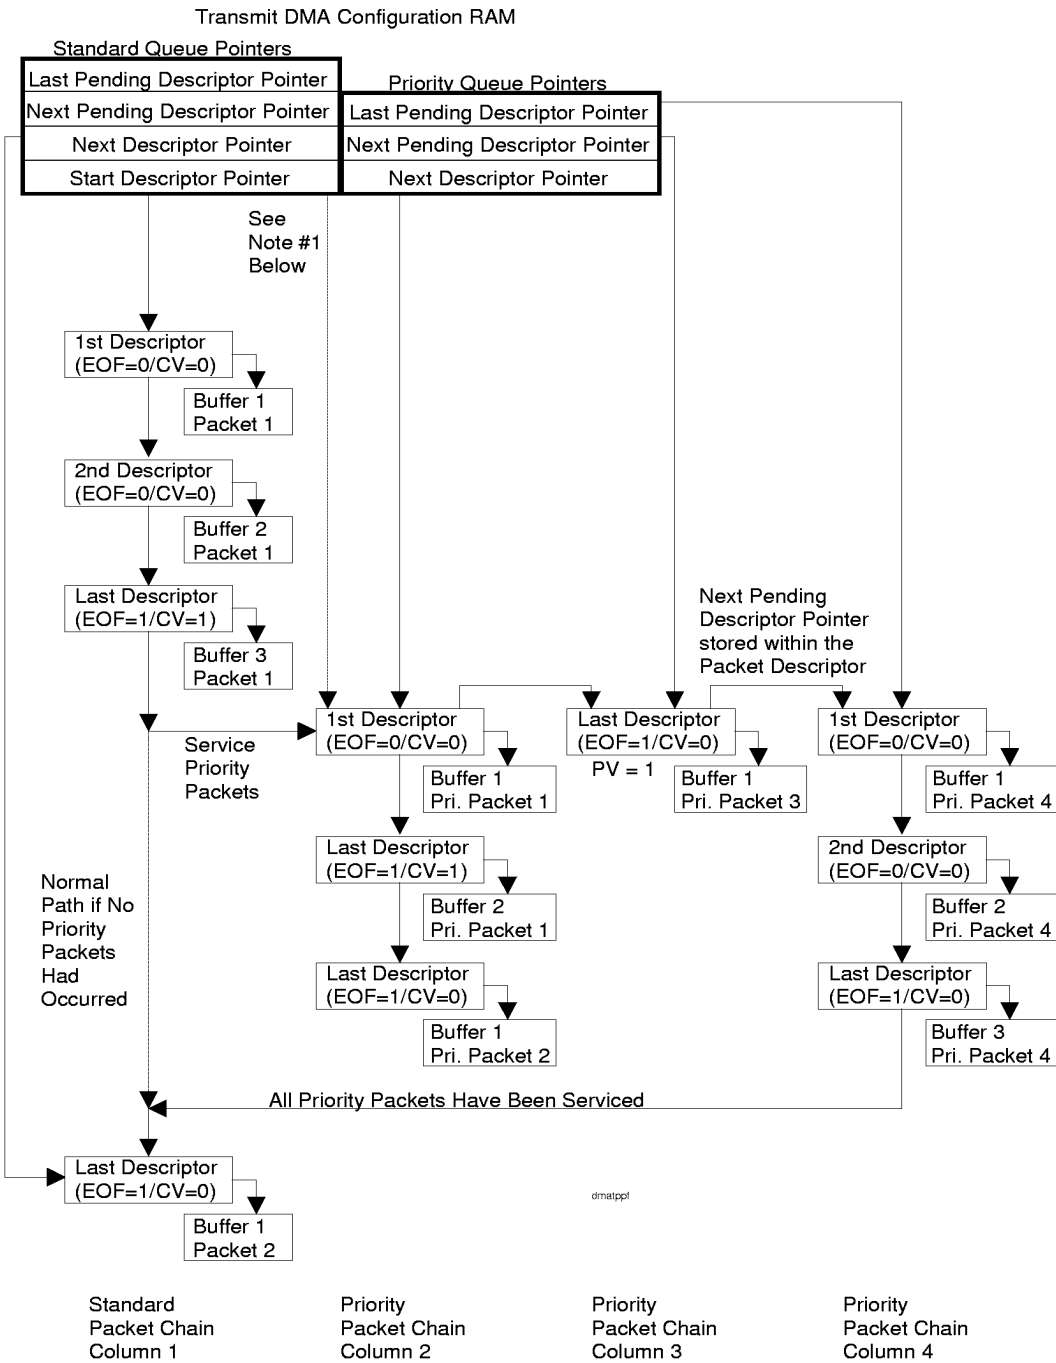 Transmit DMA Configuration RAM
Standard Queue Pointers
Last Pending Descriptor Pointer
Next Pending Descriptor Pointer
Next Descriptor Pointer
Start Descriptor Pointer
Priority Queue Pointers
Last Pending Descriptor Pointer
Next Pending Descriptor Pointer
Next Descriptor Pointer
See
Note #1
Below
1st Descriptor
(EOF=0/CV=0)
Buffer 1
Packet 1
2nd Descriptor
(EOF=0/CV=0)
Buffer 2
Packet 1
Last Descriptor
(EOF=1/CV=1)
Buffer 3
Packet 1
Next Pending
Descriptor Pointer
stored within the
Packet Descriptor
Service
Priority
Packets
1st Descriptor
(EOF=0/CV=0)
Buffer 1
Pri. Packet 1
Last Descriptor
(EOF=1/CV=1)
Buffer 2
Pri. Packet 1
Last Descriptor
(EOF=1/CV=0)
Buffer 1
Pri. Packet 2
Last Descriptor
(EOF=1/CV=0)
PV = 1
Buffer 1
Pri. Packet 3
1st Descriptor
(EOF=0/CV=0)
Buffer 1
Pri. Packet 4
2nd Descriptor
(EOF=0/CV=0)
Buffer 2
Pri. Packet 4
Last Descriptor
(EOF=1/CV=0)
Buffer 3
Pri. Packet 4
Normal
Path if No
Priority
Packets
Had
Occurred
All Priority Packets Have Been Serviced
Last Descriptor
(EOF=1/CV=0)
Buffer 1
Packet 2
dmatppf
Standard
Packet Chain
Column 1
Priority
Packet Chain
Column 2
Priority
Packet Chain
Column 3
Priority
Packet Chain
Column 4